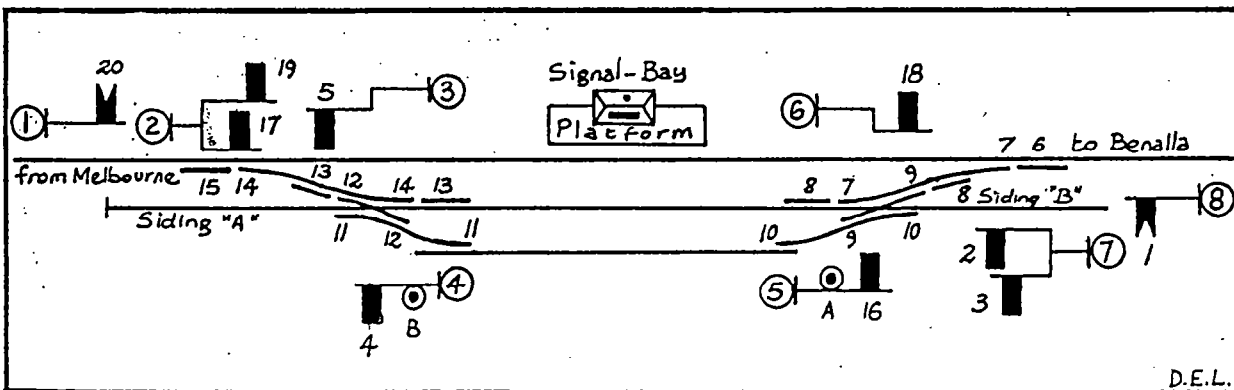 20
19
5
3
Signal-Bay
18
1
2
17
Platform
6
7 6 to Benalla
from Melbourne
15 14
13 12 14 13
8 7 9
8 Siding "B"
Siding "A"
11 12 11
10 9 10
8
1
2
7
3
4
4 B
5
A 16
D.E.L.